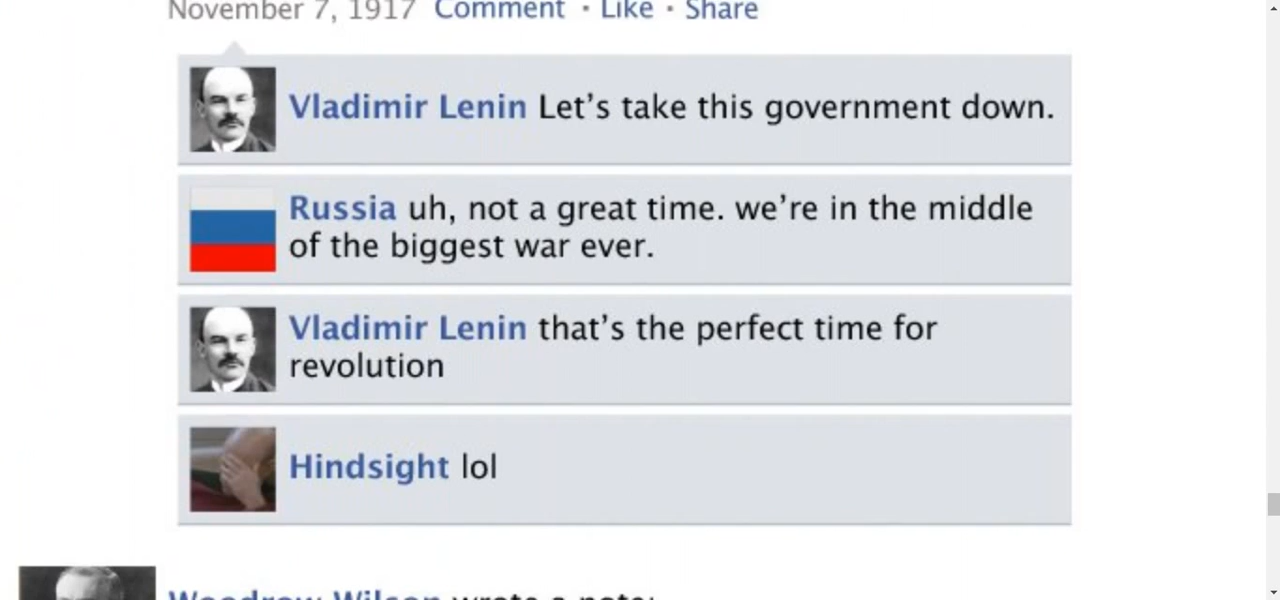 November 7, 1917 Comment · Like · Share
Vladimir Lenin Let’s take this government down.
Russia uh, not a great time. we’re in the middle
of the biggest war ever.
Vladimir Lenin that’s the perfect time for
revolution
Hindsight lol
Woodrow Wilson wrote a note: